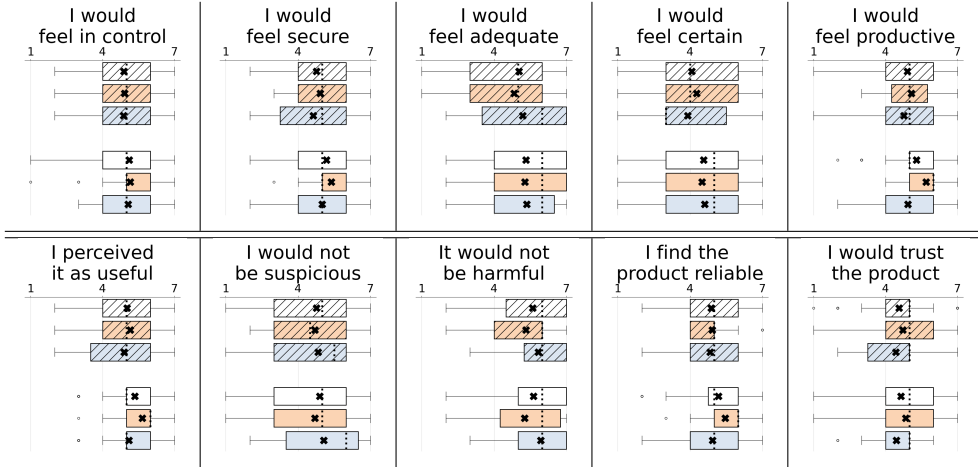 I would
feel in control
1 4 7
I would
feel secure
1 4 7
I would
feel adequate
1 4 7
I would
feel certain
1 4 7
I would
feel productive
1 4 7
I perceived
it as useful
1 4 7
I would not
be suspicious
1 4 7
It would not
be harmful
1 4 7
I find the
product reliable
1 4 7
I would trust
the product
1 4 7